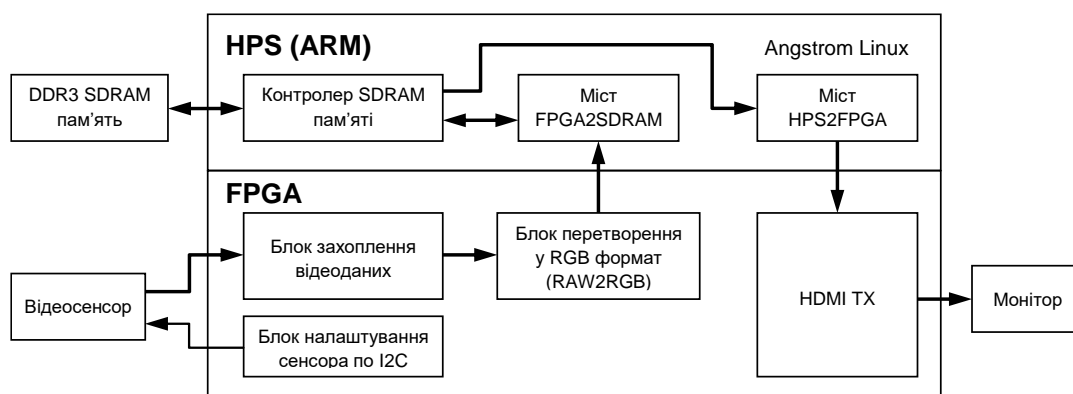 HPS (ARM)
Angstrom Linux
DDR3 SDRAM
пам’ять
Контролер SDRAM
пам’яті
Міст
FPGA2SDRAM
Міст
HPS2FPGA
FPGA
Блок захоплення
відеоданих
Блок перетворення
у RGB формат
(RAW2RGB)
HDMI TX
Відеосенсор
Монітор
Блок налаштування
сенсора по I2C